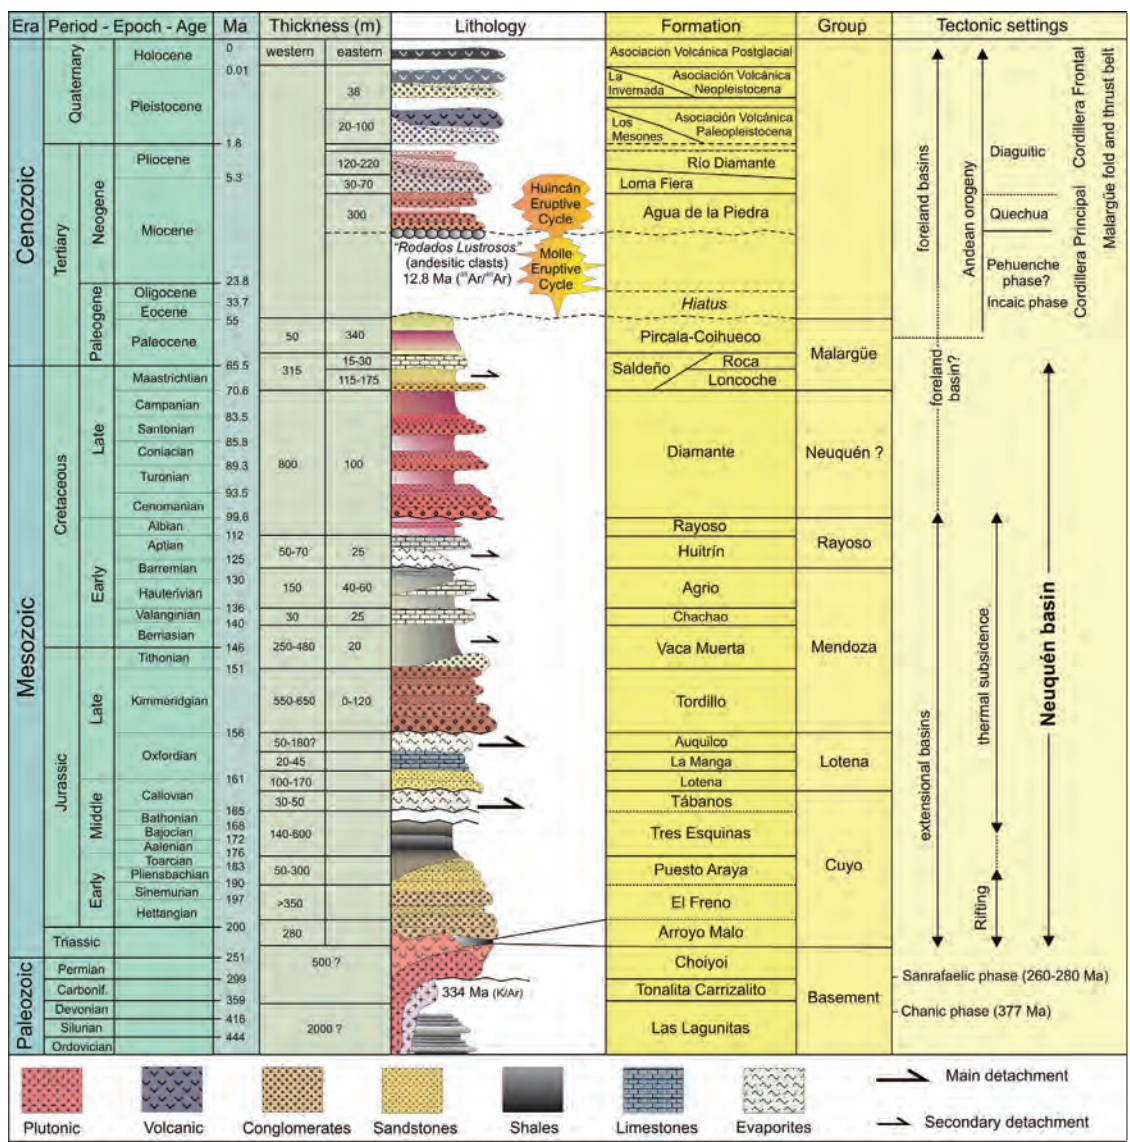 Era Period - Epoch - Age Ma Thickness (m) Lithology Formation Group Tectonic settings
western eastern
Cenozoic
Mesozoic
Paleozoic
Quaternary
Tertiary
Neogene
Paleogene
Cretaceous
Late
Early
Jurassic
Late
Middle
Early
Triassic
Holocene
Pleistocene
Pliocene
Miocene
Oligocene
Eocene
Paleocene
Maastrichtian
Campanian
Santonian
Coniacian
Turonian
Cenomanian
Albian
Aptian
Barremian
Hauterivian
Valanginian
Berriasian
Tithonian
Kimmeridgian
Oxfordian
Callovian
Bathonian
Bajocian
Aalenian
Toarcian
Pliensbachian
Sinemurian
Hettangian
Permian
Carbonif.
Devonian
Silurian
Ordovician
0
0.01
1.8
5.3
23.8
33.7
55
65.5
70.6
83.5
85.8
89.3
93.5
99.6
112
125
130
136
140
146
151
156
161
165
168
172
176
183
190
197
200
251
299
359
416
444
38
20-100
120-220
30-70
300
50 340
315 15-30
115-175
800 100
50-70 25
150 40-60
30 25
250-480 20
550-650 0-120
50-180?
20-45
100-170
30-50
140-600
50-300
>350
280
500 ?
2000 ?
Huincán
Eruptive
Cycle
"Rodados Lustrosos"
(andesitic clasts)
12.8 Ma (⁴⁰Ar/³⁹Ar)
Molle
Eruptive
Cycle
334 Ma (K/Ar)
Asociacion Volcánica Postglacial
La
Invernada
Asociación Volcánica
Neopleistocena
Los
Mesones
Asociación Volcánica
Paleopleistocena
Río Diamante
Loma Fiera
Agua de la Piedra
Hiatus
Pircala-Coihueco
Saldeño
Roca
Loncoche
Diamante
Rayoso
Huitrín
Agrio
Chachao
Vaca Muerta
Tordillo
Auquilco
La Manga
Lotena
Tábanos
Tres Esquinas
Puesto Araya
El Freno
Arroyo Malo
Choiyoi
Tonalita Carrizalito
Las Lagunitas
Malargüe
Neuquén ?
Rayoso
Mendoza
Lotena
Cuyo
Basement
foreland basins
Andean orogeny
Diaguitic
Quechua
Pehuenche
phase?
Incaic phase
Cordillera Principal
Cordillera Frontal
Malargüe fold and thrust belt
foreland
basin?
extensional basins
thermal subsidence
Rifting
Neuquén basin
Sanrafaelic phase (260-280 Ma)
Chanic phase (377 Ma)
Plutonic
Volcanic
Conglomerates
Sandstones
Shales
Limestones
Evaporites
Main detachment
Secondary detachment